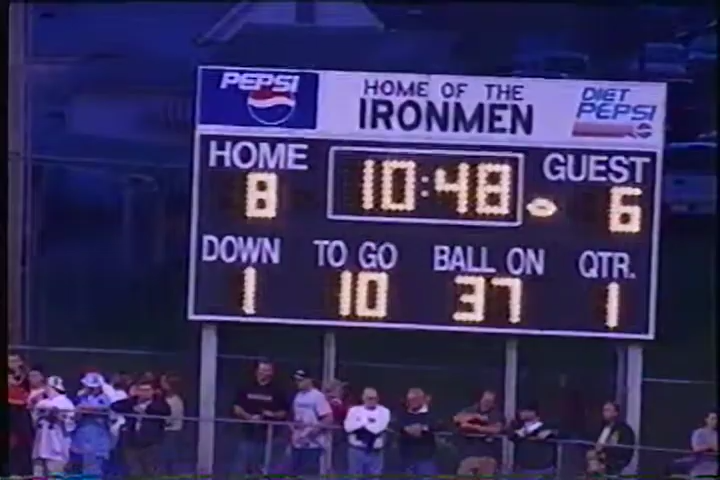 PEPSI
HOME OF THE
IRONMEN
DIET
PEPSI
HOME
10:48
GUEST
8
6
DOWN
TO GO
BALL ON
QTR.
1
10
37
1